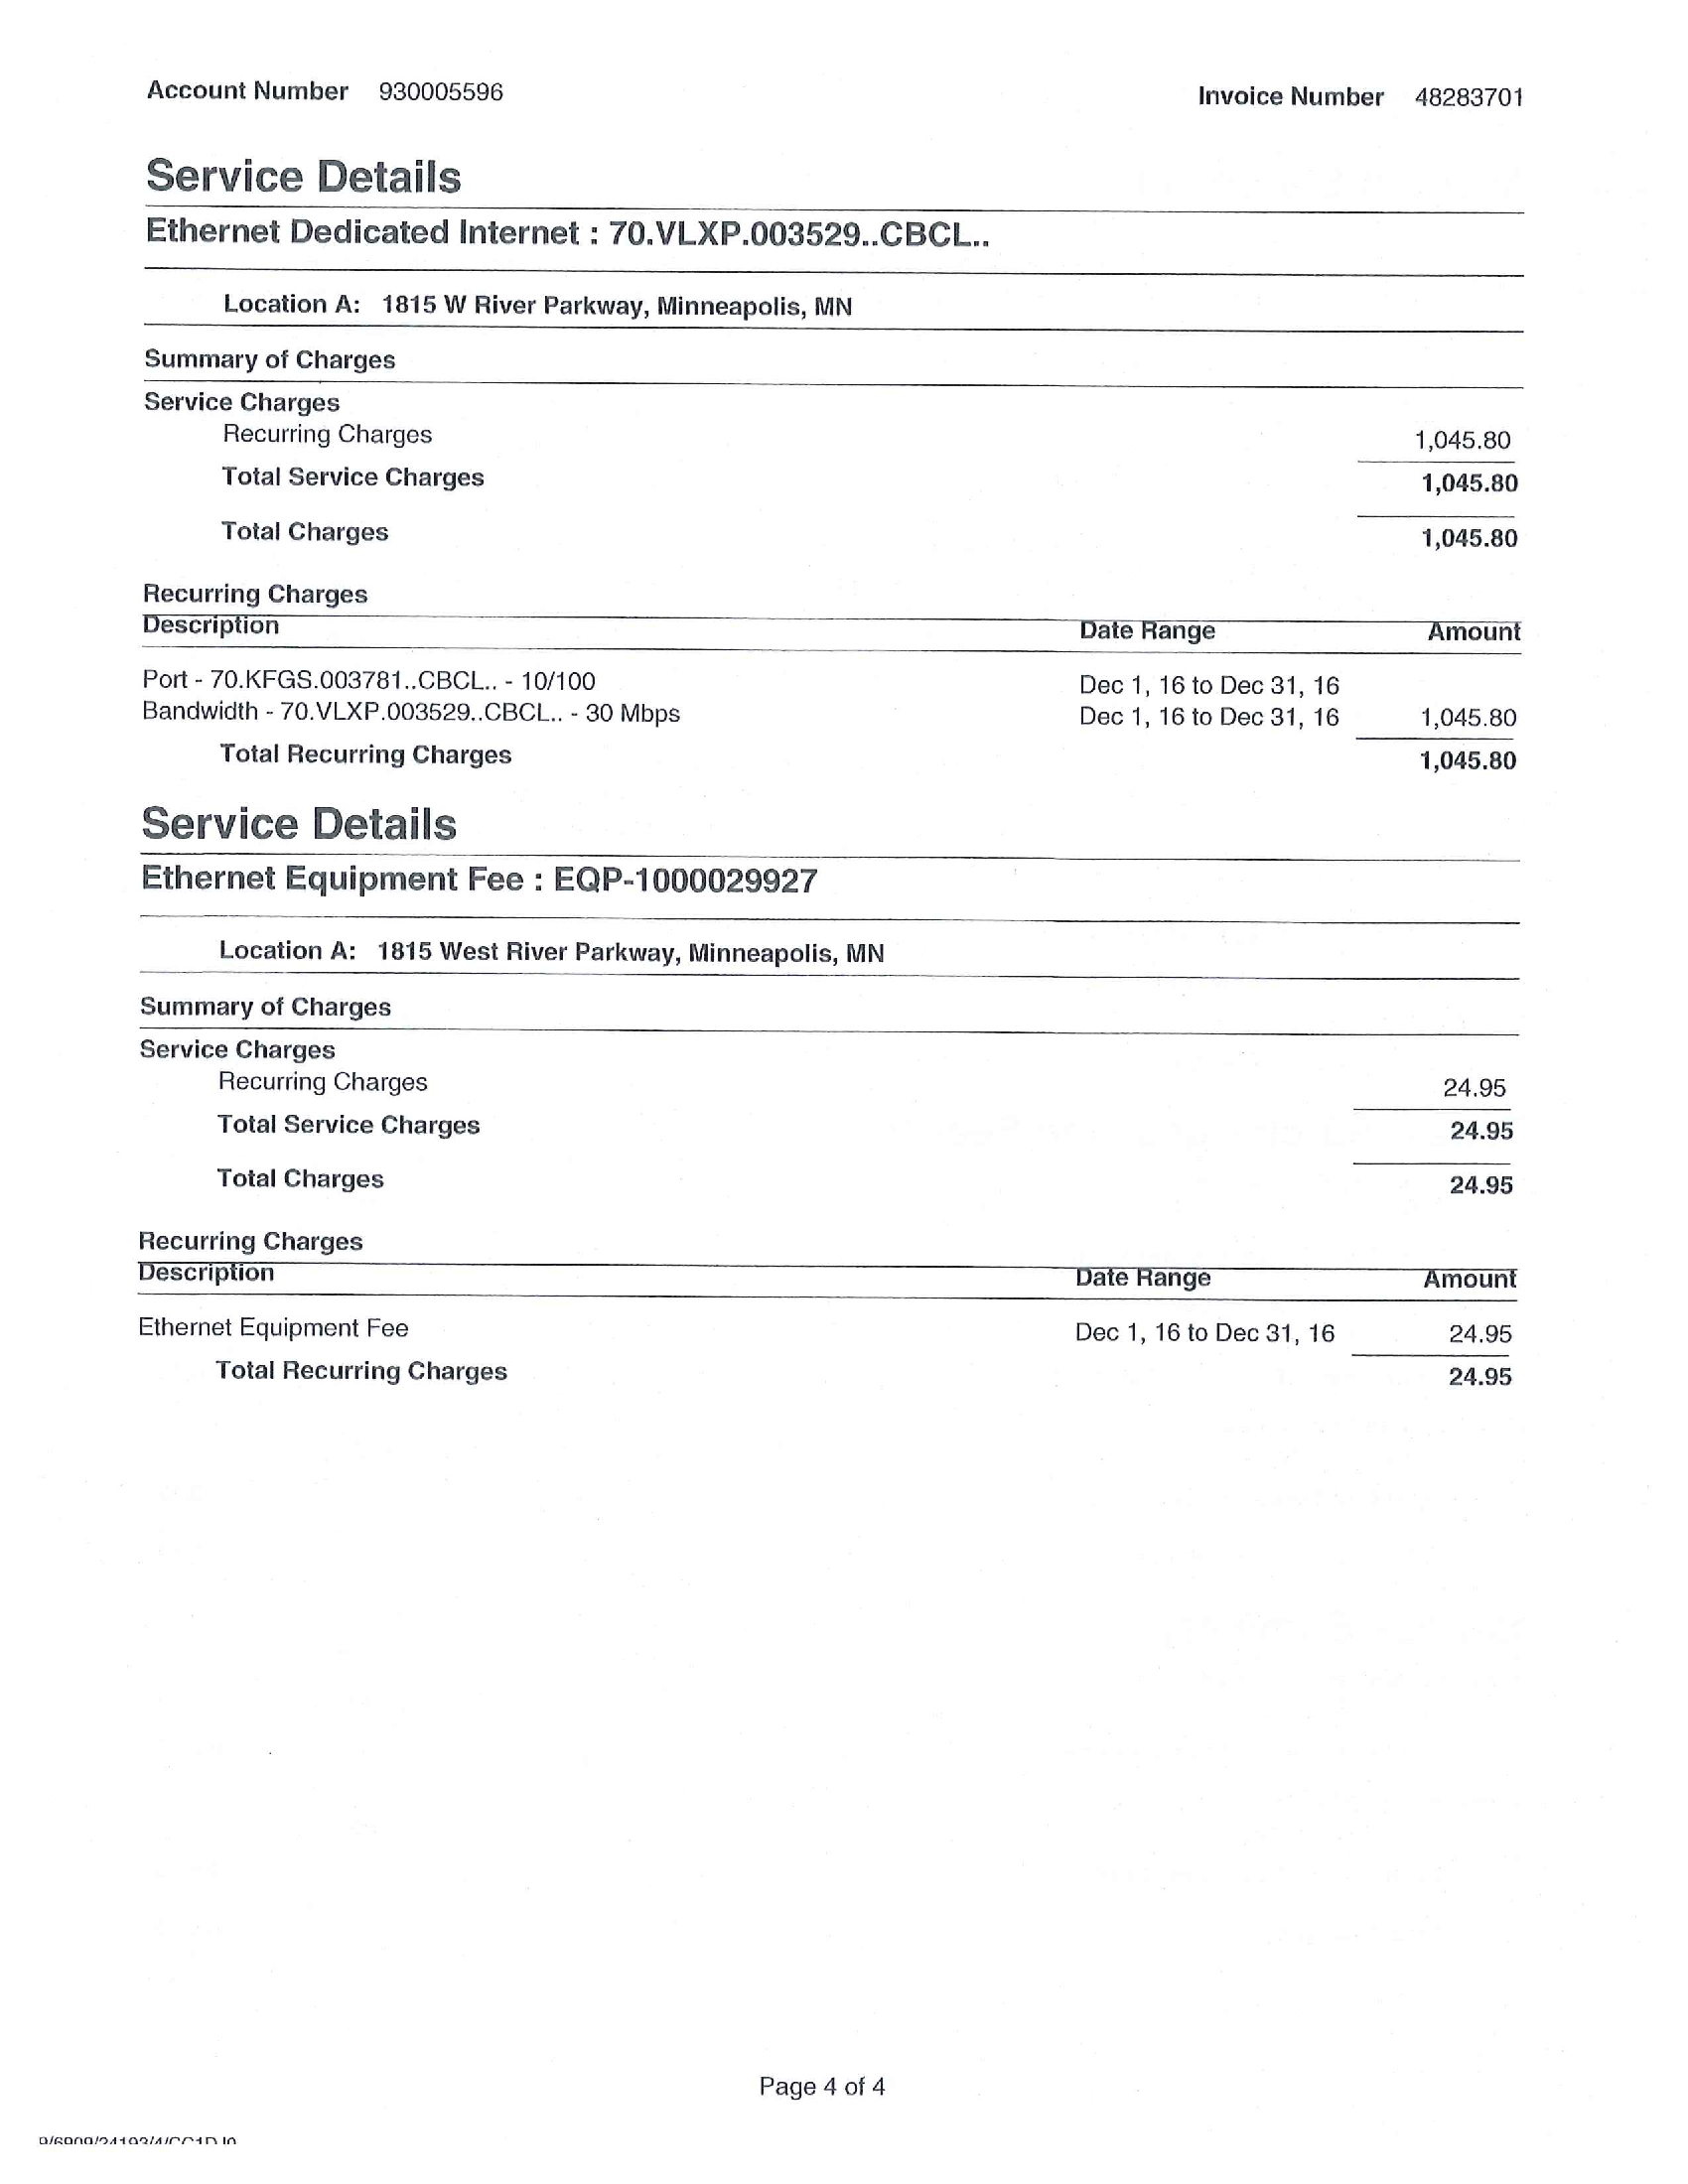 Account Number 930005596
Invoice Number 48283701
Service Details
Ethernet Dedicated Internet : 70.VLXP.003529..CBCL..
Location A: 1815 W River Parkway, Minneapolis, MN
Summary of Charges
Service Charges
Recurring Charges 1,045.80
Total Service Charges 1,045.80
Total Charges 1,045.80
Recurring Charges
Description Date Range Amount
Port - 70.KFGS.003781..CBCL.. - 10/100 Dec 1, 16 to Dec 31, 16
Bandwidth - 70.VLXP.003529..CBCL.. - 30 Mbps Dec 1, 16 to Dec 31, 16 1,045.80
Total Recurring Charges 1,045.80
Service Details
Ethernet Equipment Fee : EQP-1000029927
Location A: 1815 West River Parkway, Minneapolis, MN
Summary of Charges
Service Charges
Recurring Charges 24.95
Total Service Charges 24.95
Total Charges 24.95
Recurring Charges
Description Date Range Amount
Ethernet Equipment Fee Dec 1, 16 to Dec 31, 16 24.95
Total Recurring Charges 24.95
Page 4 of 4